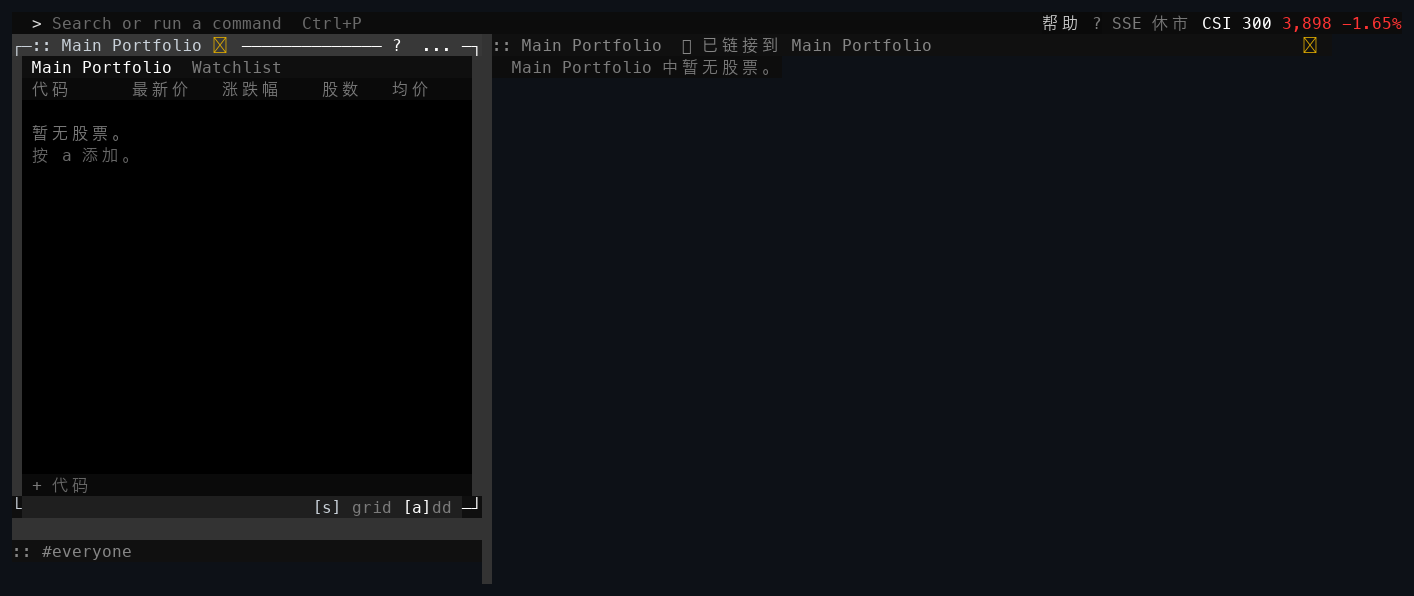 > Search or run a command Ctrl+P 帮助 ? SSE 休市 CSI 300 3,898 −1.65%
:: Main Portfolio ? ...
:: Main Portfolio 已链接到 Main Portfolio
Main Portfolio Watchlist
Main Portfolio 中暂无股票。
代码 最新价 涨跌幅 股数 均价
暂无股票。
按 a 添加。
+ 代码
[s] grid [a]dd
:: #everyone